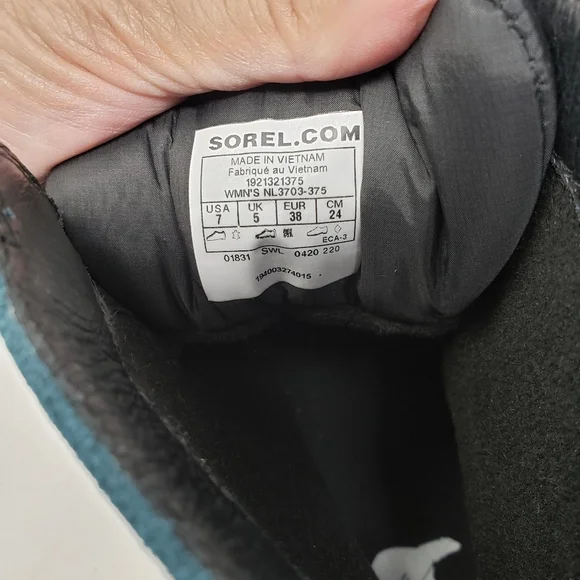 SOREL.COM
MADE IN VIETNAM
Fabriqué au Vietnam
1921321375
WMN'S NL3703-375
USA UK EUR CM
7 5 38 24
ECA-3
01831 SWL 0420 220
194003274015